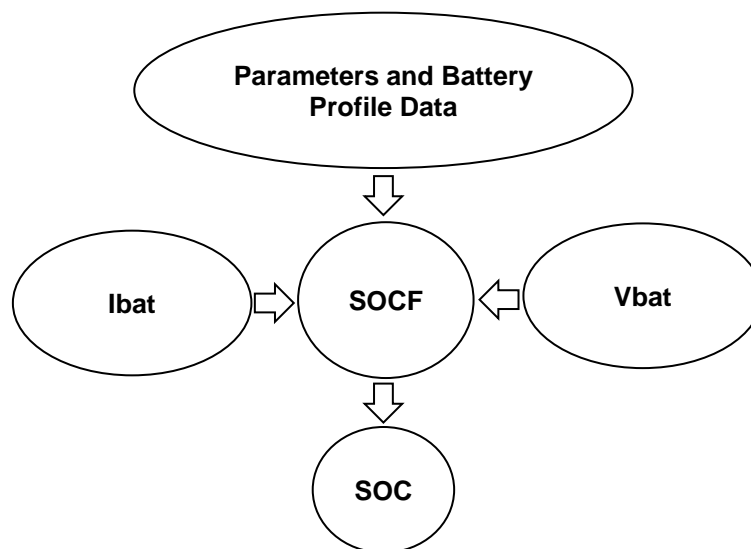 Parameters and Battery
Profile Data
Ibat
SOCF
Vbat
SOC